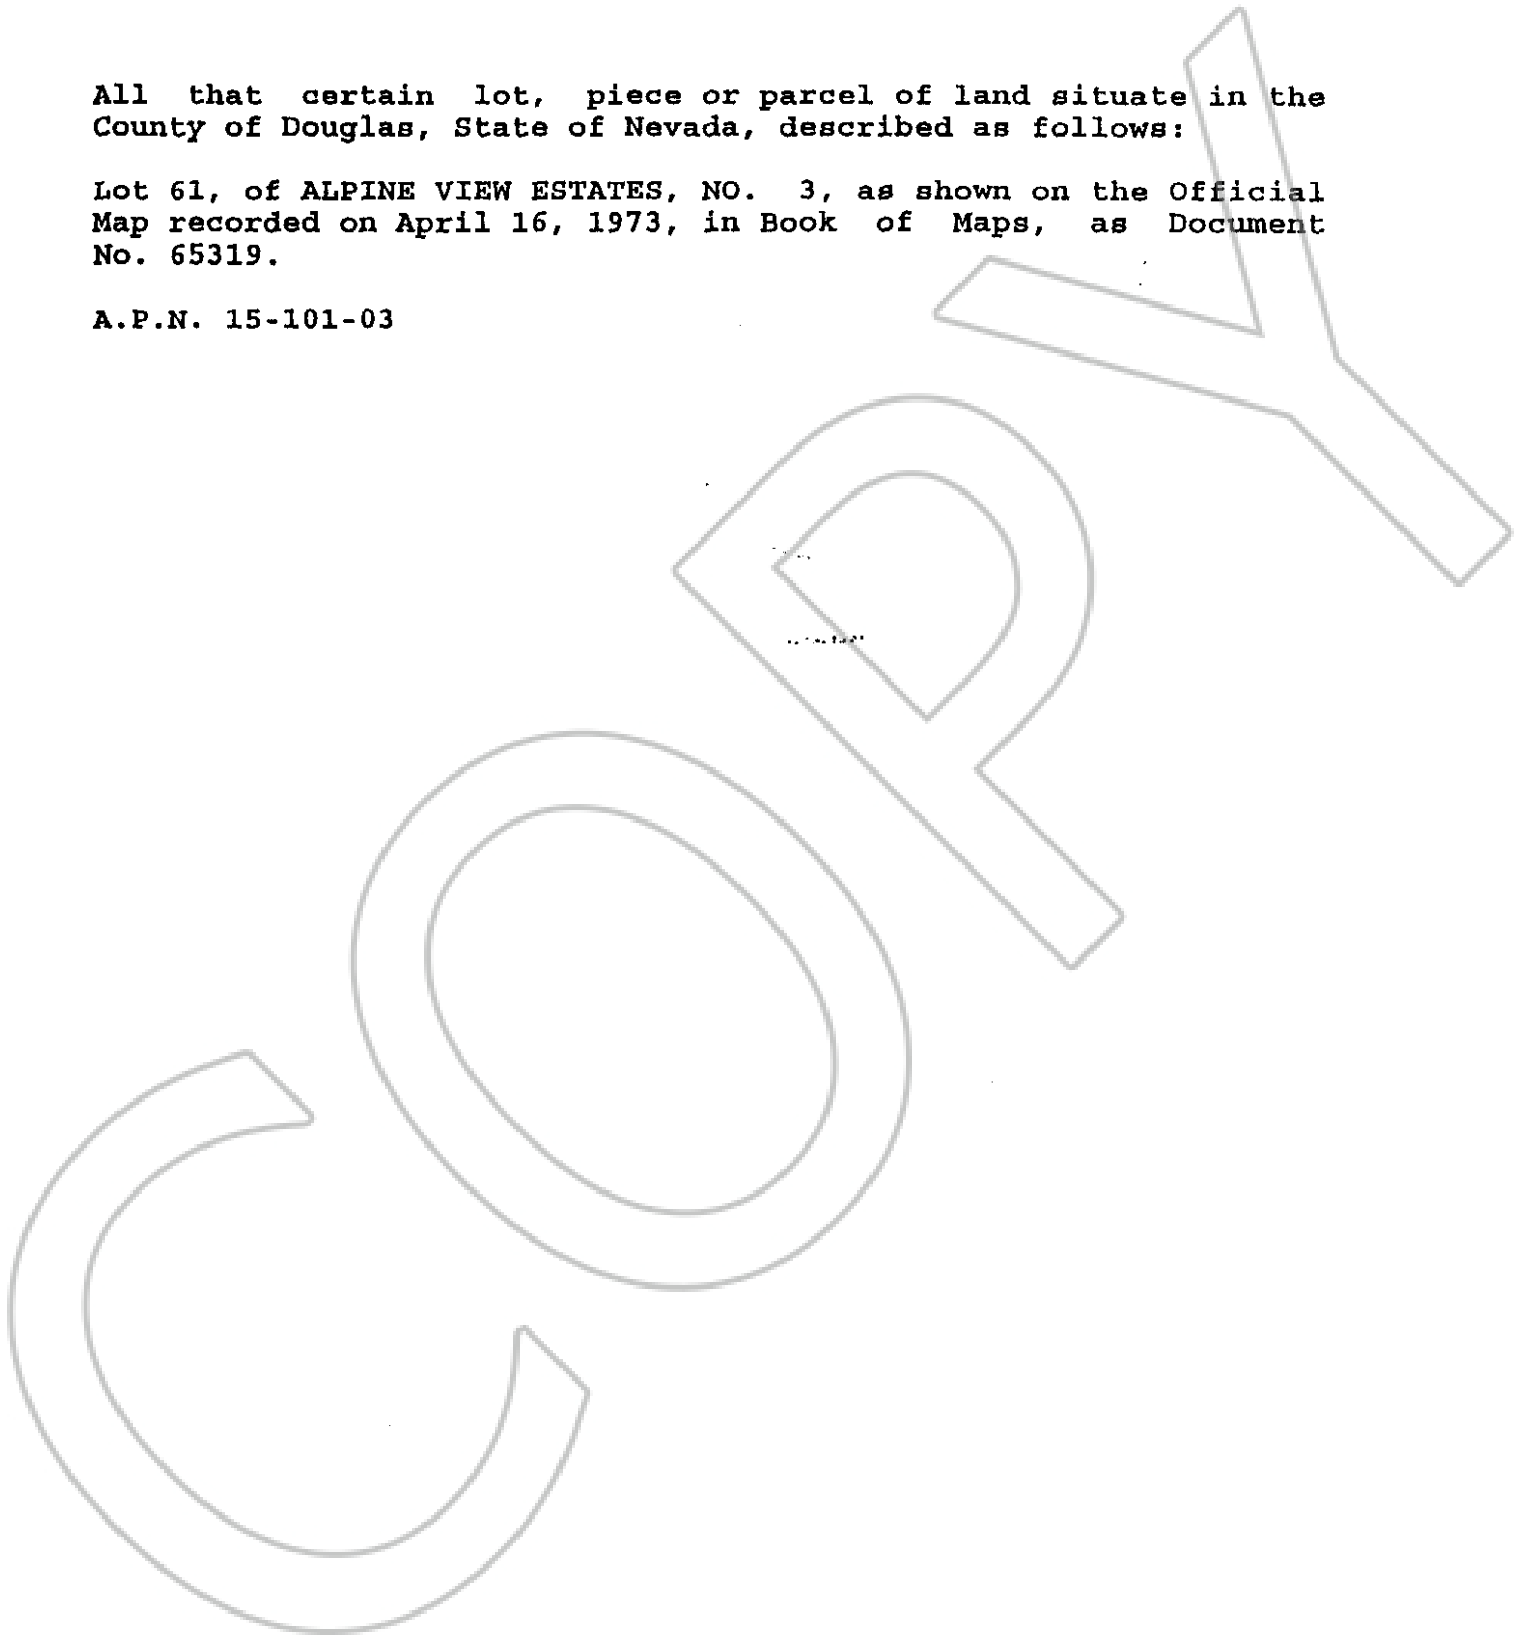 All that certain lot, piece or parcel of land situate in the
County of Douglas, State of Nevada, described as follows:
Lot 61, of ALPINE VIEW ESTATES, NO. 3, as shown on the Official
Map recorded on April 16, 1973, in Book of Maps, as Document
No. 65319.
A.P.N. 15-101-03
COPY